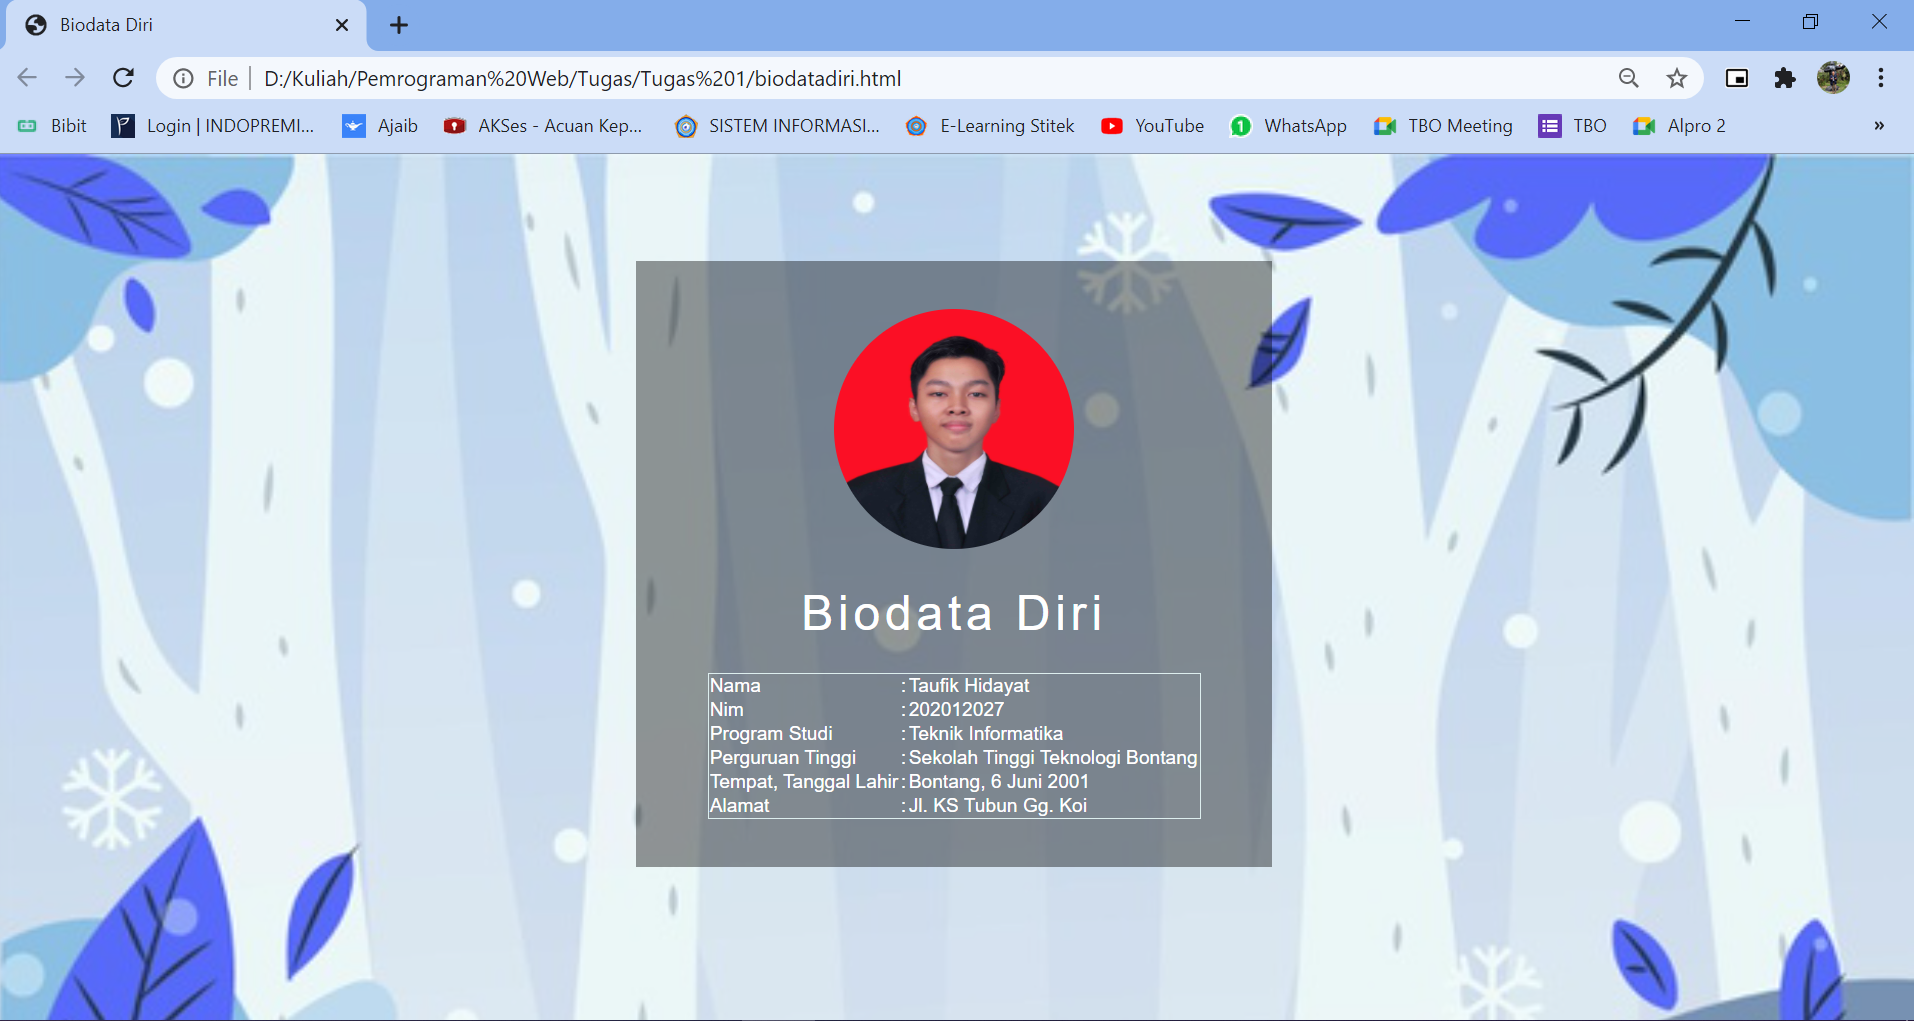 Biodata Diri
File | D:/Kuliah/Pemrograman%20Web/Tugas/Tugas%201/biodatadiri.html
Bibit Login | INDOPREMI... Ajaib AKSes - Acuan Kep... SISTEM INFORMASI... E-Learning Stitek YouTube 1 WhatsApp TBO Meeting TBO Alpro 2 »
Biodata Diri
Nama : Taufik Hidayat
Nim : 202012027
Program Studi : Teknik Informatika
Perguruan Tinggi : Sekolah Tinggi Teknologi Bontang
Tempat, Tanggal Lahir : Bontang, 6 Juni 2001
Alamat : Jl. KS Tubun Gg. Koi